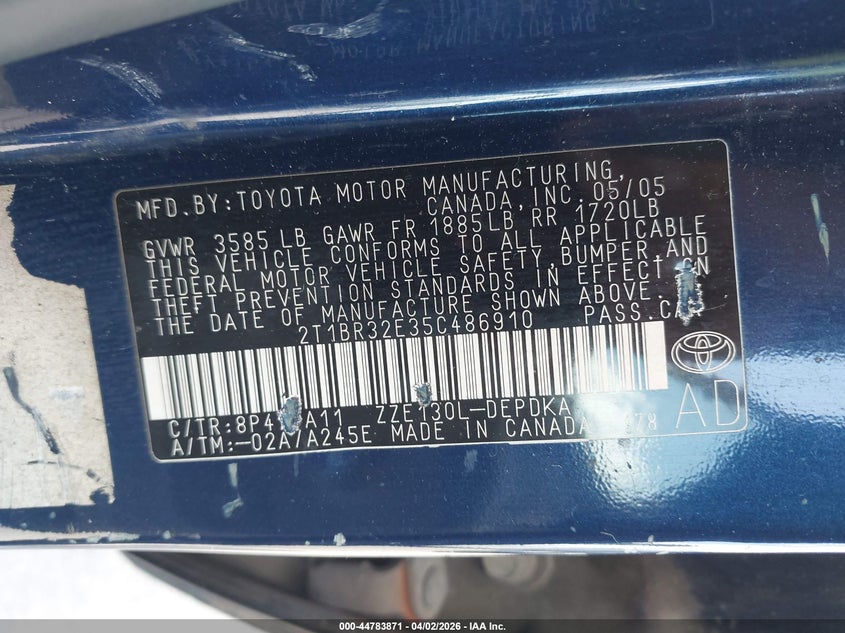 MFD.BY:TOYOTA MOTOR MANUFACTURING,
CANADA,INC. 05/05
GVWR 3585 LB GAWR FR 1885LB RR 1720LB
THIS VEHICLE CONFORMS TO ALL APPLICABLE
FEDERAL MOTOR VEHICLE SAFETY, BUMPER, AND
THEFT PREVENTION STANDARDS IN EFFECT ON
THE DATE OF MANUFACTURE SHOWN ABOVE.
2T1BR32E35C486910 PASS.
C/TR: A11 ZZE130L-DEPDKA
A/TM:-02A/A245E MADE IN CANADA
AD
000-44783871 - 04/02/2026 - IAA Inc.